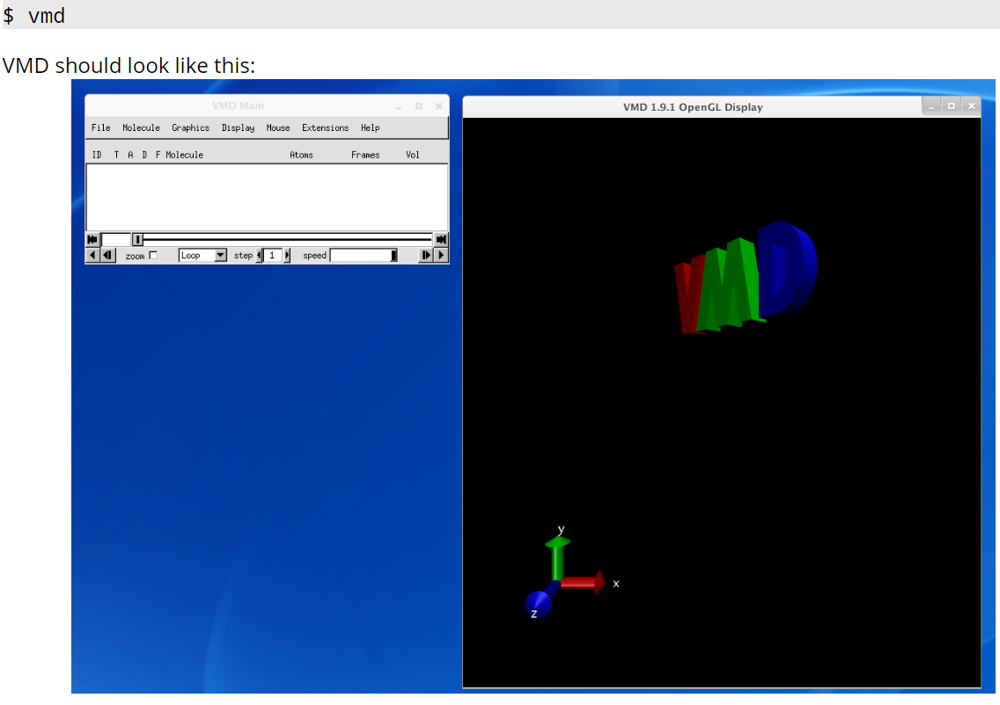 $ vmd
VMD should look like this:
VMD Main
File Molecule Graphics Display Mouse Extensions Help
ID T A D F Molecule Atoms Frames Vol
zoom Loop step 1 speed
VMD 1.9.1 OpenGL Display
VMD
y
x
z